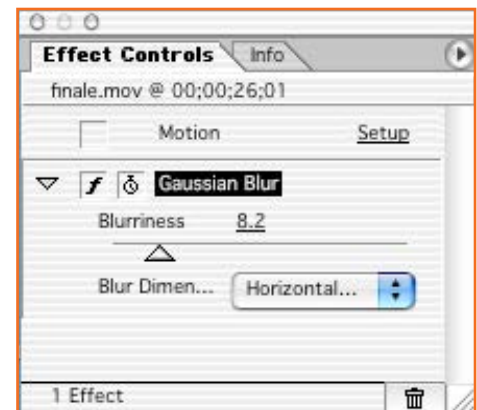 Effect Controls Info
finale.mov @ 00;00;26;01
Motion Setup
f Gaussian Blur
Blurriness 8.2
Blur Dimen... Horizontal...
1 Effect